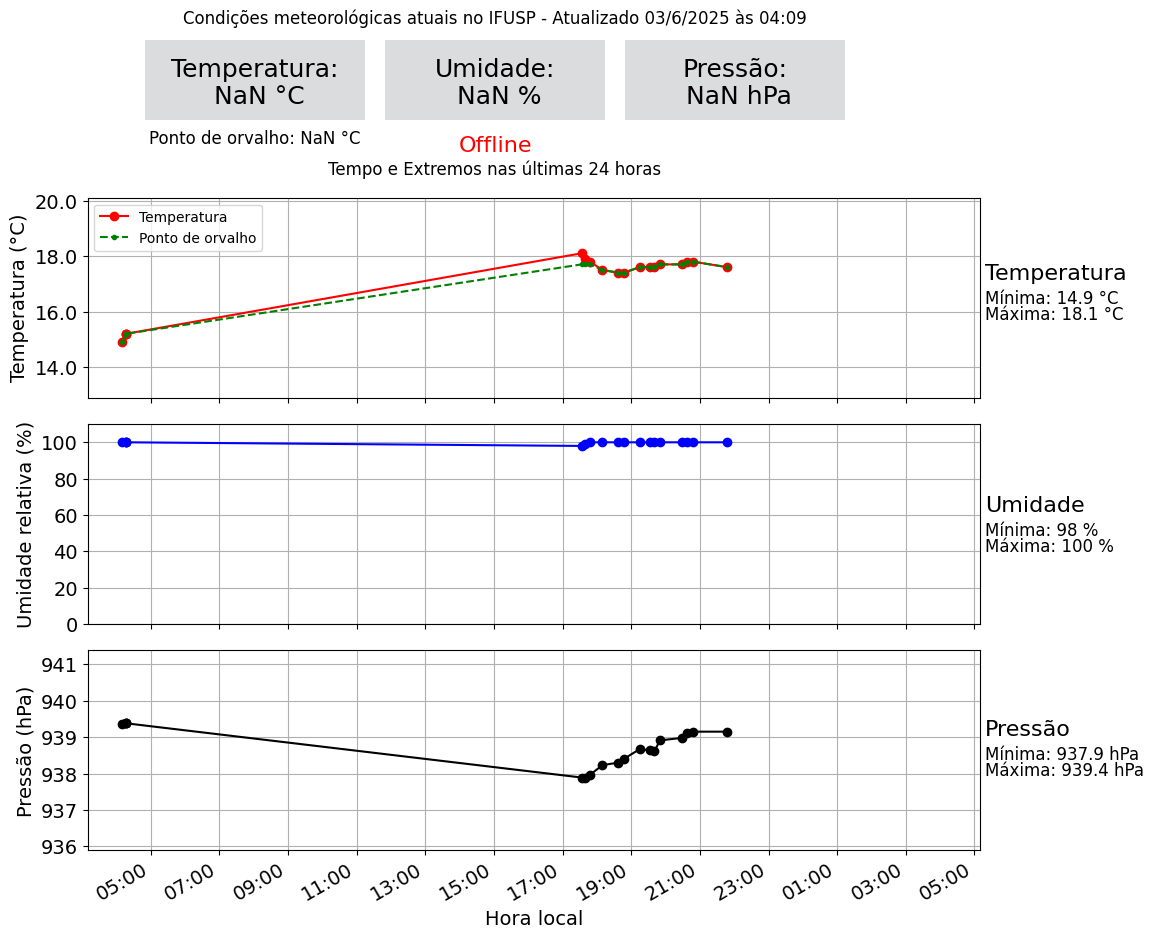 Condições meteorológicas atuais no IFUSP - Atualizado 03/6/2025 às 04:09
Temperatura:
NaN °C
Umidade:
NaN %
Pressão:
NaN hPa
Ponto de orvalho: NaN °C
Offline
Tempo e Extremos nas últimas 24 horas
Temperatura (°C)
20.0
18.0
16.0
14.0
Temperatura
Ponto de orvalho
Temperatura
Mínima: 14.9 °C
Máxima: 18.1 °C
Umidade relativa (%)
100
80
60
40
20
0
Umidade
Mínima: 98 %
Máxima: 100 %
Pressão (hPa)
941
940
939
938
937
936
Pressão
Mínima: 937.9 hPa
Máxima: 939.4 hPa
05:00 07:00 09:00 11:00 13:00 15:00 17:00 19:00 21:00 23:00 01:00 03:00 05:00
Hora local